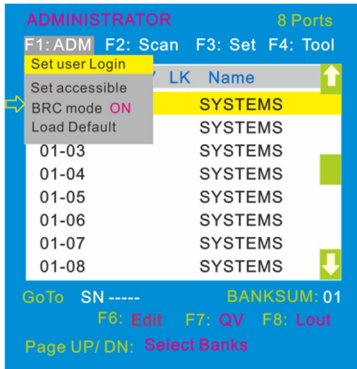 ADMINISTRATOR 8 Ports
F1: ADM F2: Scan F3: Set F4: Tool
Set user Login
LK Name
Set accessible
BRC mode ON SYSTEMS
Load Default SYSTEMS
01-03 SYSTEMS
01-04 SYSTEMS
01-05 SYSTEMS
01-06 SYSTEMS
01-07 SYSTEMS
01-08 SYSTEMS
GoTo SN ----- BANKSUM: 01
F6: Edit F7: QV F8: Lout
Page UP/ DN: Select Banks